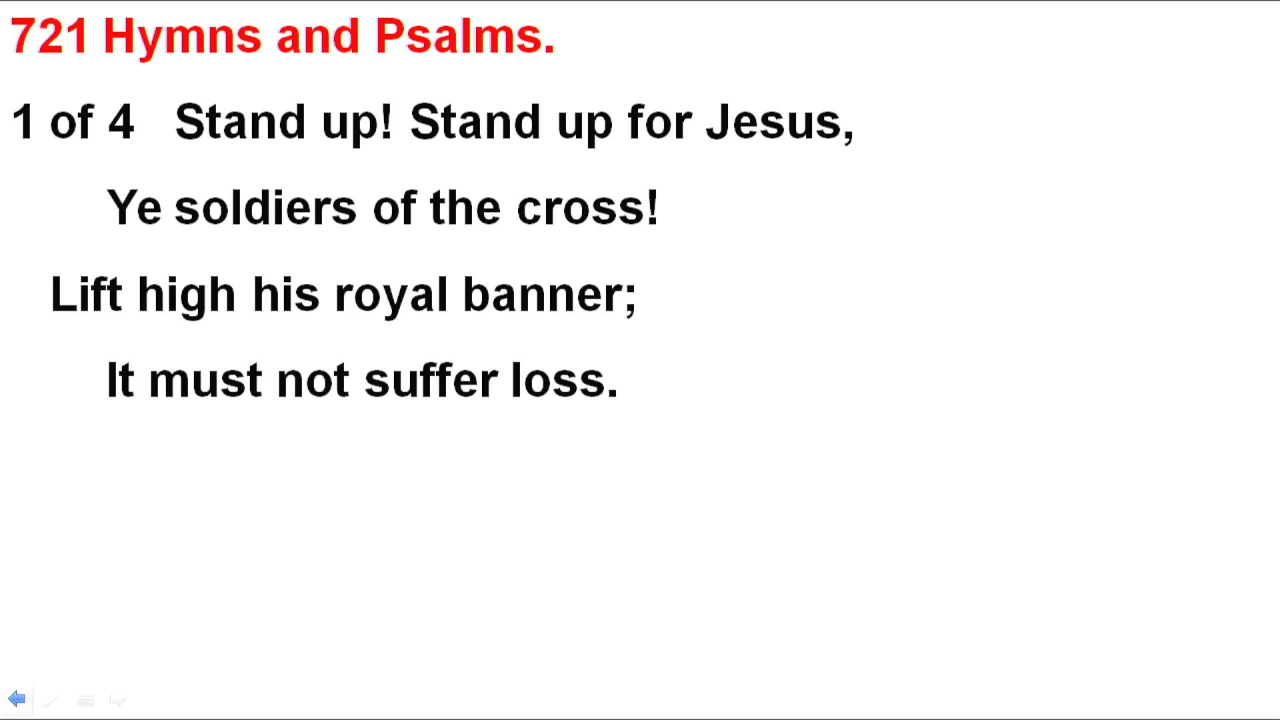 721 Hymns and Psalms.
1 of 4 Stand up! Stand up for Jesus,
Ye soldiers of the cross!
Lift high his royal banner;
It must not suffer loss.